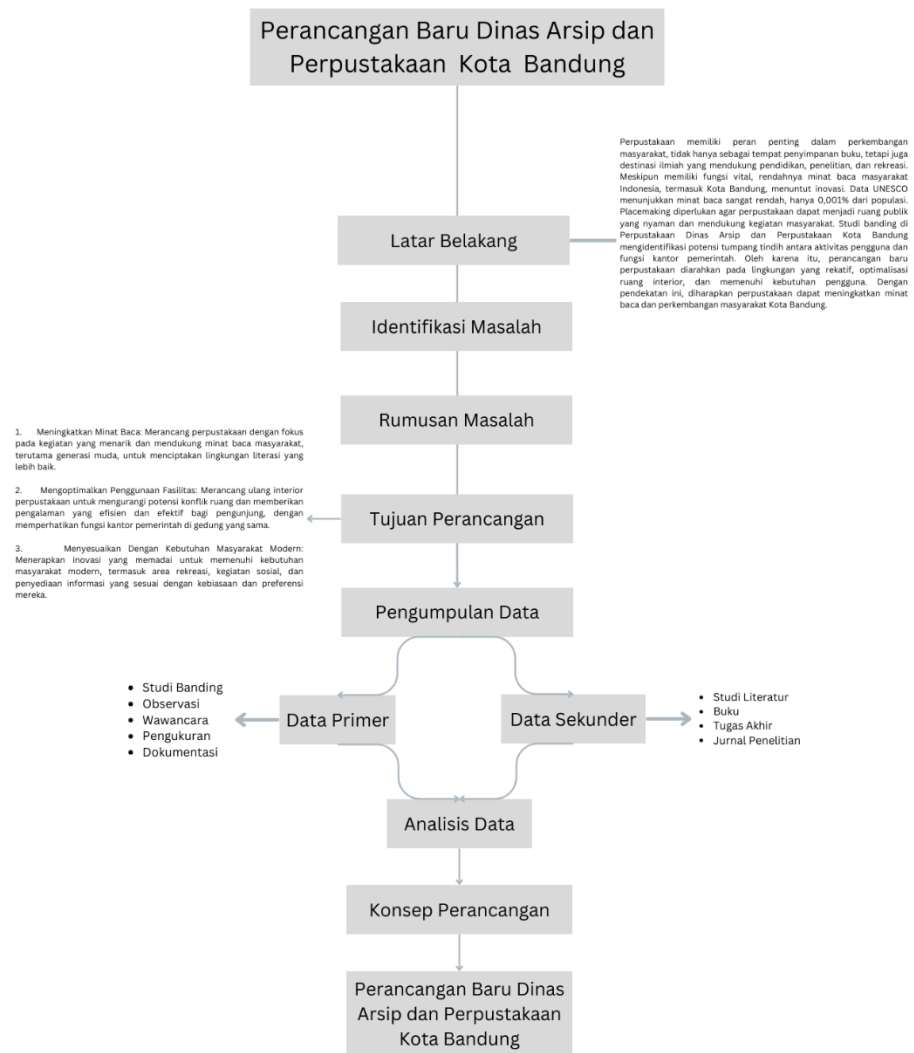 Perancangan Baru Dinas Arsip dan
Perpustakaan Kota Bandung
Perpustakaan memiliki peran penting dalam perkembangan
masyarakat, tidak hanya sebagai tempat penyimpanan buku, tetapi juga
destinasi ilmiah yang mendukung pendidikan, penelitian, dan rekreasi.
Meskipun memiliki fungsi vital, rendahnya minat baca masyarakat
Indonesia, termasuk Kota Bandung, menuntut inovasi. Data UNESCO
menunjukkan minat baca sangat rendah, hanya 0,001% dari populasi.
Placemaking diperlukan agar perpustakaan dapat menjadi ruang publik
yang nyaman dan mendukung kegiatan masyarakat. Studi banding di
Perpustakaan Dinas Arsip dan Perpustakaan Kota Bandung
mengidentifikasi potensi tumpang tindih antara aktivitas pengguna dan
fungsi kantor pemerintah. Oleh karena itu, perancangan baru
perpustakaan diarahkan pada lingkungan yang rekatif, optimalisasi
ruang interior, dan memenuhi kebutuhan pengguna. Dengan
pendekatan ini, diharapkan perpustakaan dapat meningkatkan minat
baca dan perkembangan masyarakat Kota Bandung.
Latar Belakang
Identifikasi Masalah
Rumusan Masalah
1. Meningkatkan Minat Baca: Merancang perpustakaan dengan fokus
pada kegiatan yang menarik dan mendukung minat baca masyarakat,
terutama generasi muda, untuk menciptakan lingkungan literasi yang
lebih baik.
2. Mengoptimalkan Penggunaan Fasilitas: Merancang ulang interior
perpustakaan untuk mengurangi potensi konflik ruang dan memberikan
pengalaman yang efisien dan efektif bagi pengunjung, dengan
memperhatikan fungsi kantor pemerintah di gedung yang sama.
3. Menyesuaikan Dengan Kebutuhan Masyarakat Modern:
Menerapkan inovasi yang memadai untuk memenuhi kebutuhan
masyarakat modern, termasuk area rekreasi, kegiatan sosial, dan
penyediaan informasi yang sesuai dengan kebiasaan dan preferensi
mereka.
Tujuan Perancangan
Pengumpulan Data
• Studi Banding
• Observasi
• Wawancara
• Pengukuran
• Dokumentasi
Data Primer
Data Sekunder
• Studi Literatur
• Buku
• Tugas Akhir
• Jurnal Penelitian
Analisis Data
Konsep Perancangan
Perancangan Baru Dinas
Arsip dan Perpustakaan
Kota Bandung